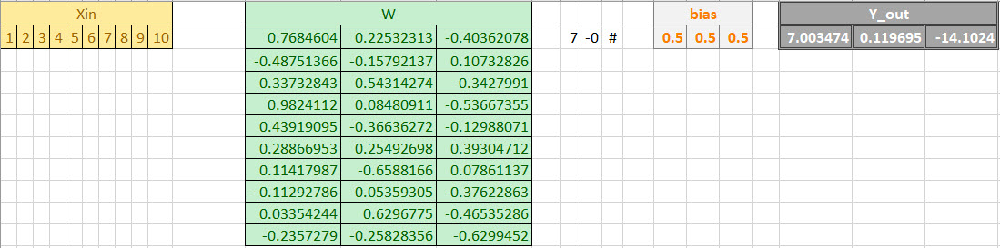 Xin W bias Y_out
1 2 3 4 5 6 7 8 9 10 0.7684604 0.22532313 -0.40362078 7 -0 # 0.5 0.5 0.5 7.003474 0.119695 -14.1024
-0.48751366 -0.15792137 0.10732826
0.33732843 0.54314274 -0.3427991
0.9824112 0.08480911 -0.53667355
0.43919095 -0.36636272 -0.12988071
0.28866953 0.25492698 0.39304712
0.11417987 -0.6588166 0.07861137
-0.11292786 -0.05359305 -0.37622863
0.03354244 0.6296775 -0.46535286
-0.2357279 -0.25828356 -0.6299452